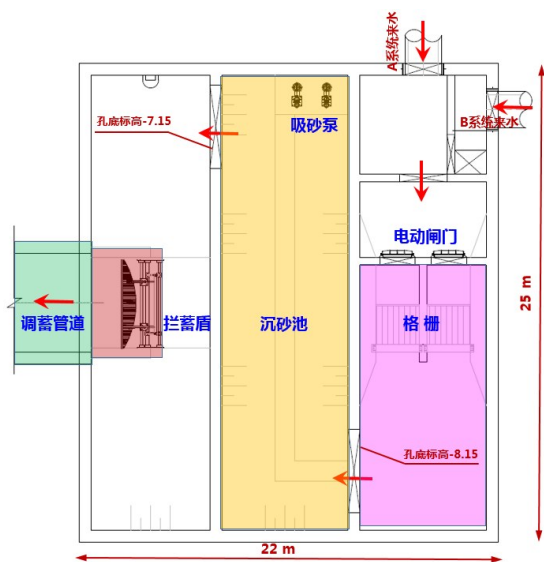 A系统来水
孔底标高-7.15
吸砂泵
B系统来水
电动闸门
调蓄管道
拦蓄盾
沉砂池
格 栅
孔底标高-8.15
22 m
25 m